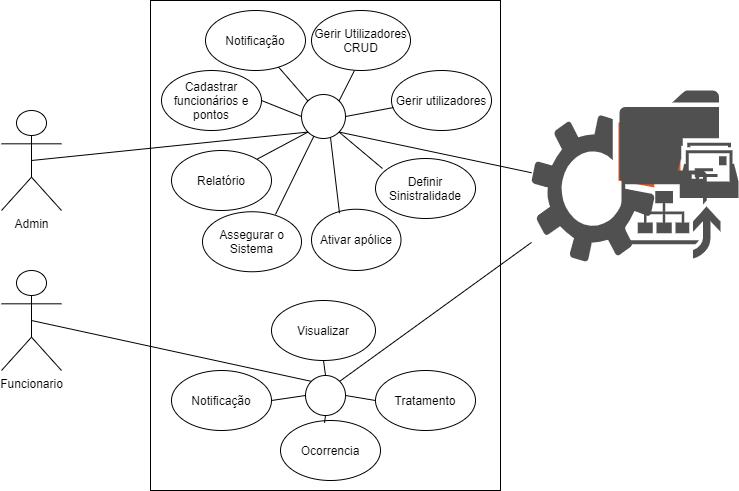 Notificação
Gerir Utilizadores
CRUD
Cadastrar
funcionários e
pontos
Gerir utilizadores
Relatório
Definir
Sinistralidade
Assegurar o
Sistema
Ativar apólice
Admin
Visualizar
Funcionario
Notificação
Tratamento
Ocorrencia